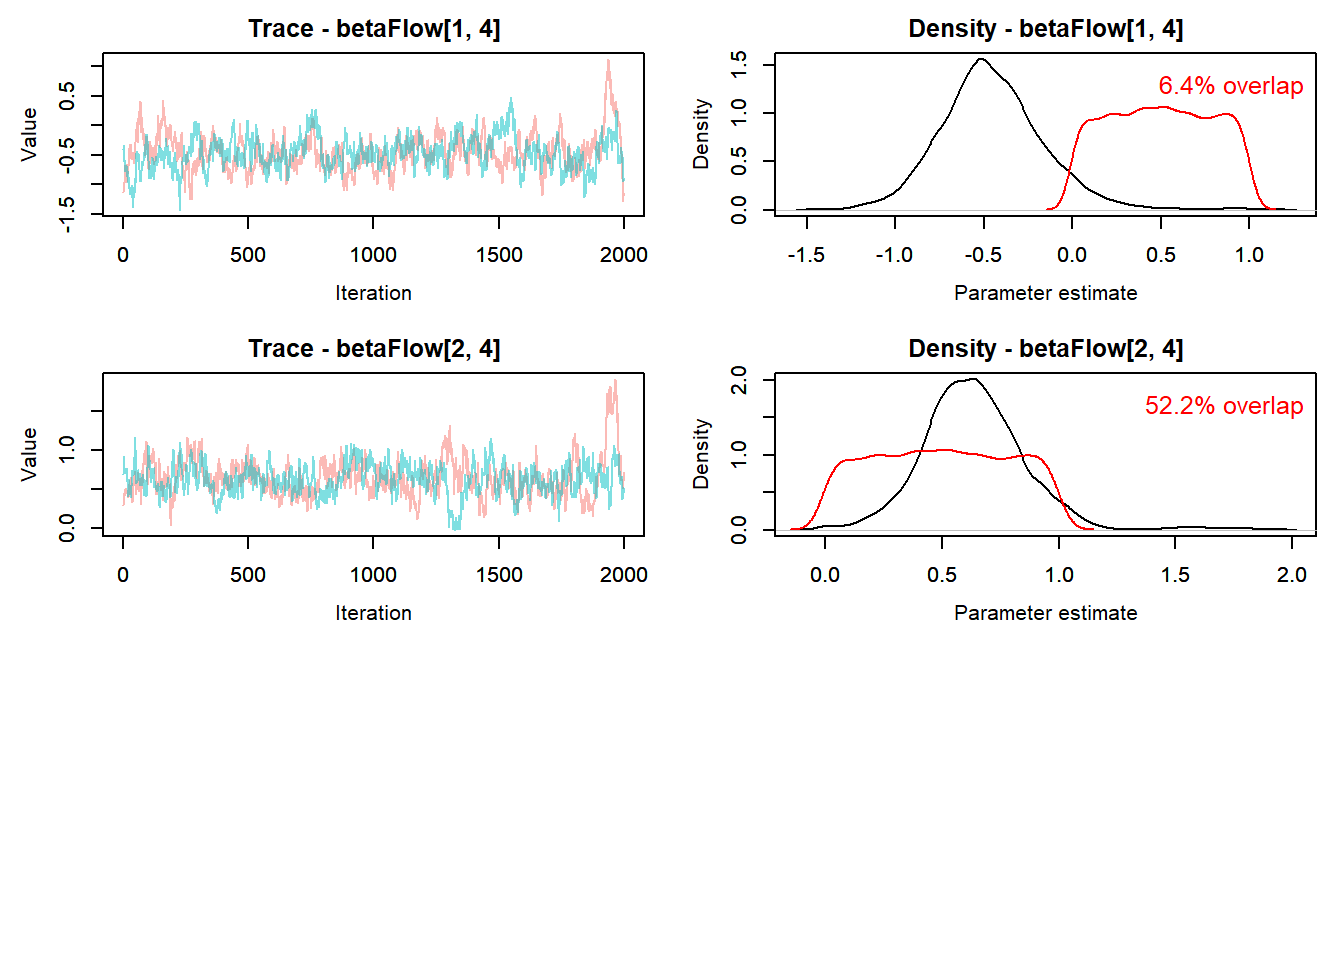 Trace - betaFlow[1, 4]
Value
-1.5
-0.5
0.5
0
500
1000
1500
2000
Iteration
Density - betaFlow[1, 4]
6.4% overlap
Density
0.0
0.5
1.0
1.5
-1.5
-1.0
-0.5
0.0
0.5
1.0
Parameter estimate
Trace - betaFlow[2, 4]
Value
0.0
1.0
0
500
1000
1500
2000
Iteration
Density - betaFlow[2, 4]
52.2% overlap
Density
0.0
1.0
2.0
0.0
0.5
1.0
1.5
2.0
Parameter estimate